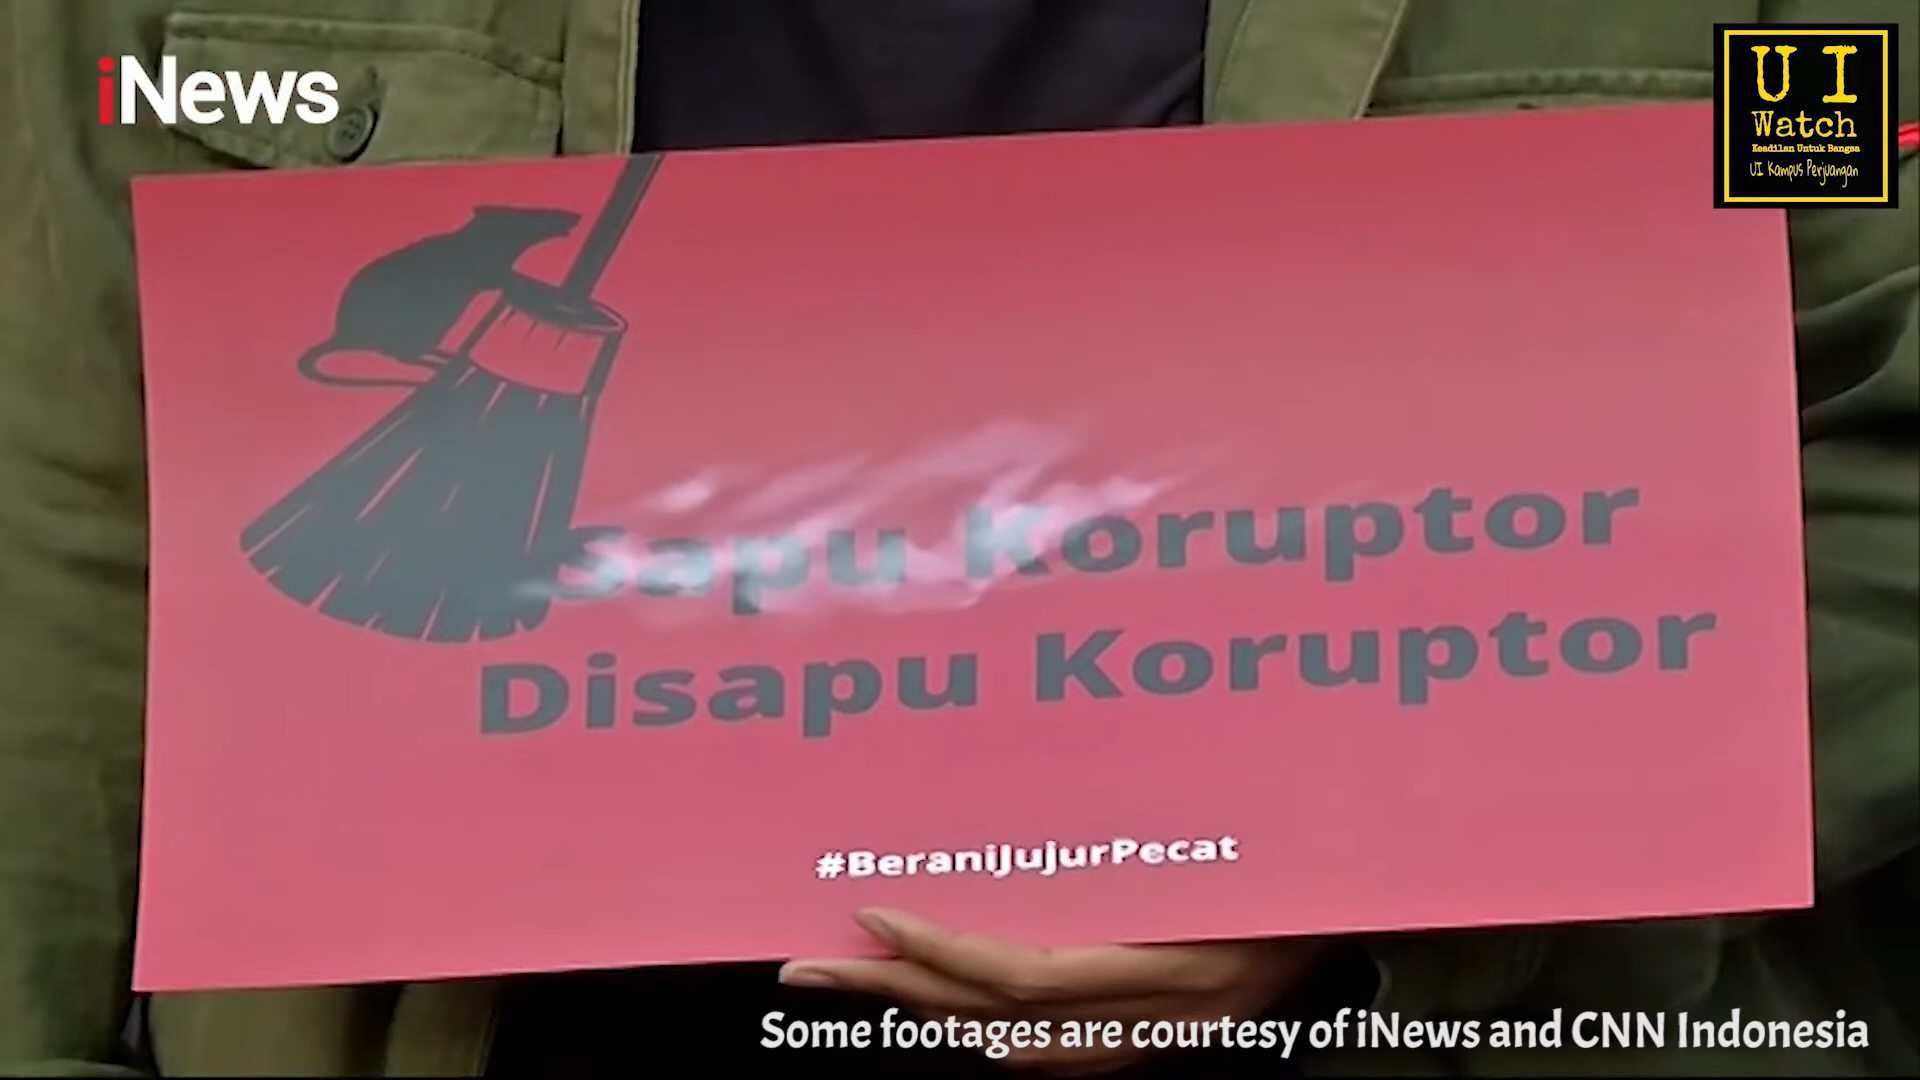 iNews
UI
Watch
Keadilan Untuk Bangsa
UI Kampus Perjuangan
Sapu Koruptor
Disapu Koruptor
#BeraniJujurPecat
Some footages are courtesy of iNews and CNN Indonesia